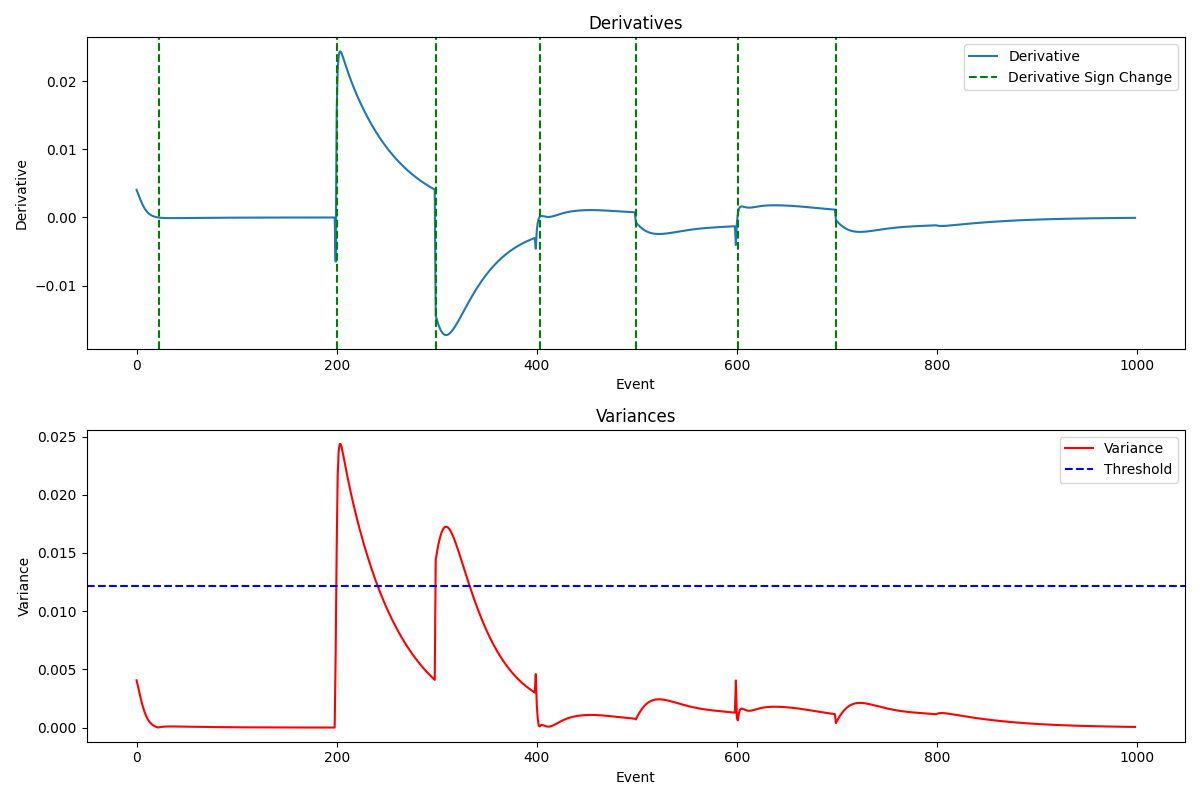 Derivatives
Derivative
Derivative Sign Change
0.02
0.01
0.00
−0.01
Derivative
0
200
400
600
800
1000
Event
Variances
Variance
Threshold
0.025
0.020
0.015
0.010
0.005
0.000
Variance
0
200
400
600
800
1000
Event